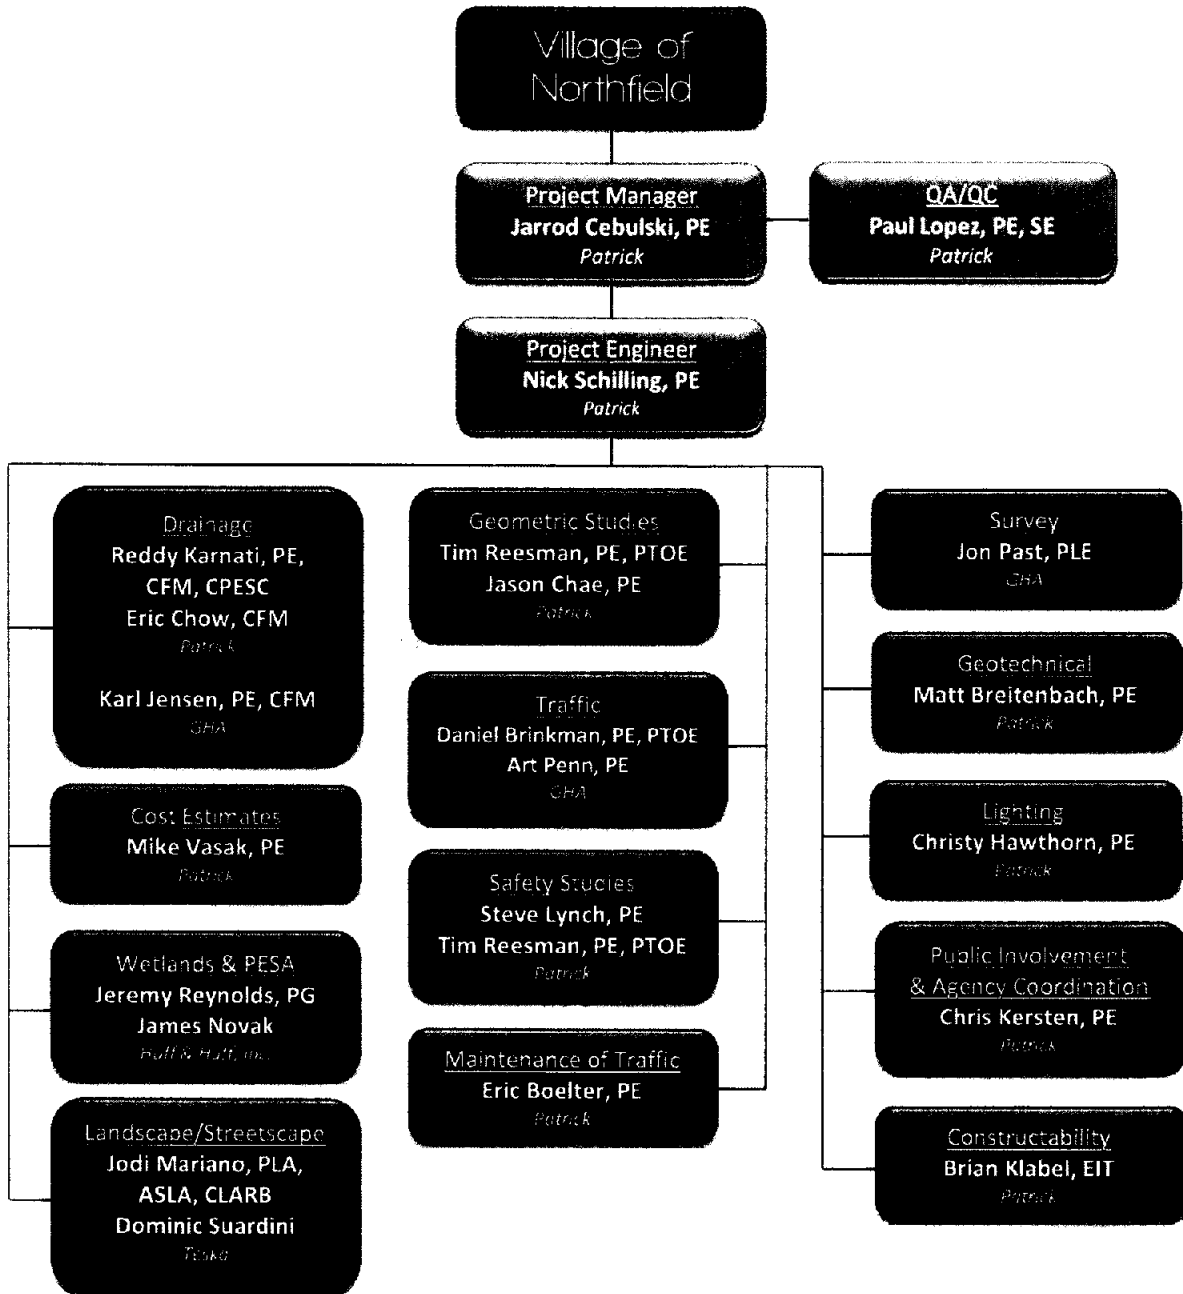 Village of
Northfield
Project Manager
Jarrod Cebulski, PE
Patrick
QA/QC
Paul Lopez, PE, SE
Patrick
Project Engineer
Nick Schilling, PE
Patrick
Drainage
Reddy Karnati, PE,
CFM, CPESC
Eric Chow, CFM
Patrick
Karl Jensen, PE, CFM
GHA
Cost Estimates
Mike Vasak, PE
Patrick
Wetlands & PESA
Jeremy Reynolds, PG
James Novak
Huff & Huff, Inc.
Landscape/Streetscape
Jodi Mariano, PLA,
ASLA, CLARB
Dominic Suardini
Teska
Geometric Studies
Tim Reesman, PE, PTOE
Jason Chae, PE
Patrick
Traffic
Daniel Brinkman, PE, PTOE
Art Penn, PE
GHA
Safety Studies
Steve Lynch, PE
Tim Reesman, PE, PTOE
Patrick
Maintenance of Traffic
Eric Boelter, PE
Patrick
Survey
Jon Past, PLE
GHA
Geotechnical
Matt Breitenbach, PE
Patrick
Lighting
Christy Hawthorn, PE
Patrick
Public Involvement
& Agency Coordination
Chris Kersten, PE
Patrick
Constructability
Brian Klabel, EIT
Patrick